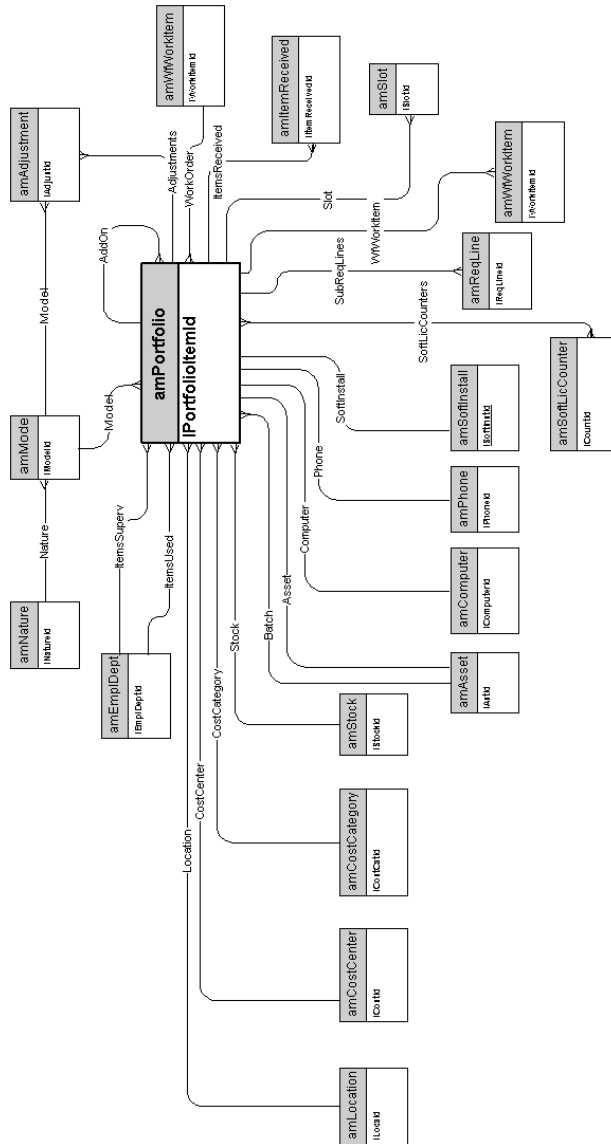 amNature
lNatureId
Nature
amMode
lModelId
Model
amAdjustment
lAdjustId
Model
AddOn
Adjustments
WorkOrder
amWfWorkItem
lWorkItemId
ItemsReceived
amItemReceived
lItemReceivedId
amEmplDept
lEmplDeptId
ItemsSuperv
ItemsUsed
amPortfolio
lPortfolioItemId
Slot
amSlot
lSlotId
WfWorkItem
amWfWorkItem
lWorkItemId
SubReqLines
amReqLine
lReqLineId
SoftLicCounters
amSoftLicCounter
lCountId
Location
CostCenter
CostCategory
Stock
Batch
Asset
Computer
Phone
SoftInstall
amLocation
lLocaId
amCostCenter
amCostCategory
lCostCatId
amStock
lStockId
amAsset
lAstId
amComputer
lComputerId
amPhone
lPhoneId
amSoftInstall
lSoftInstId